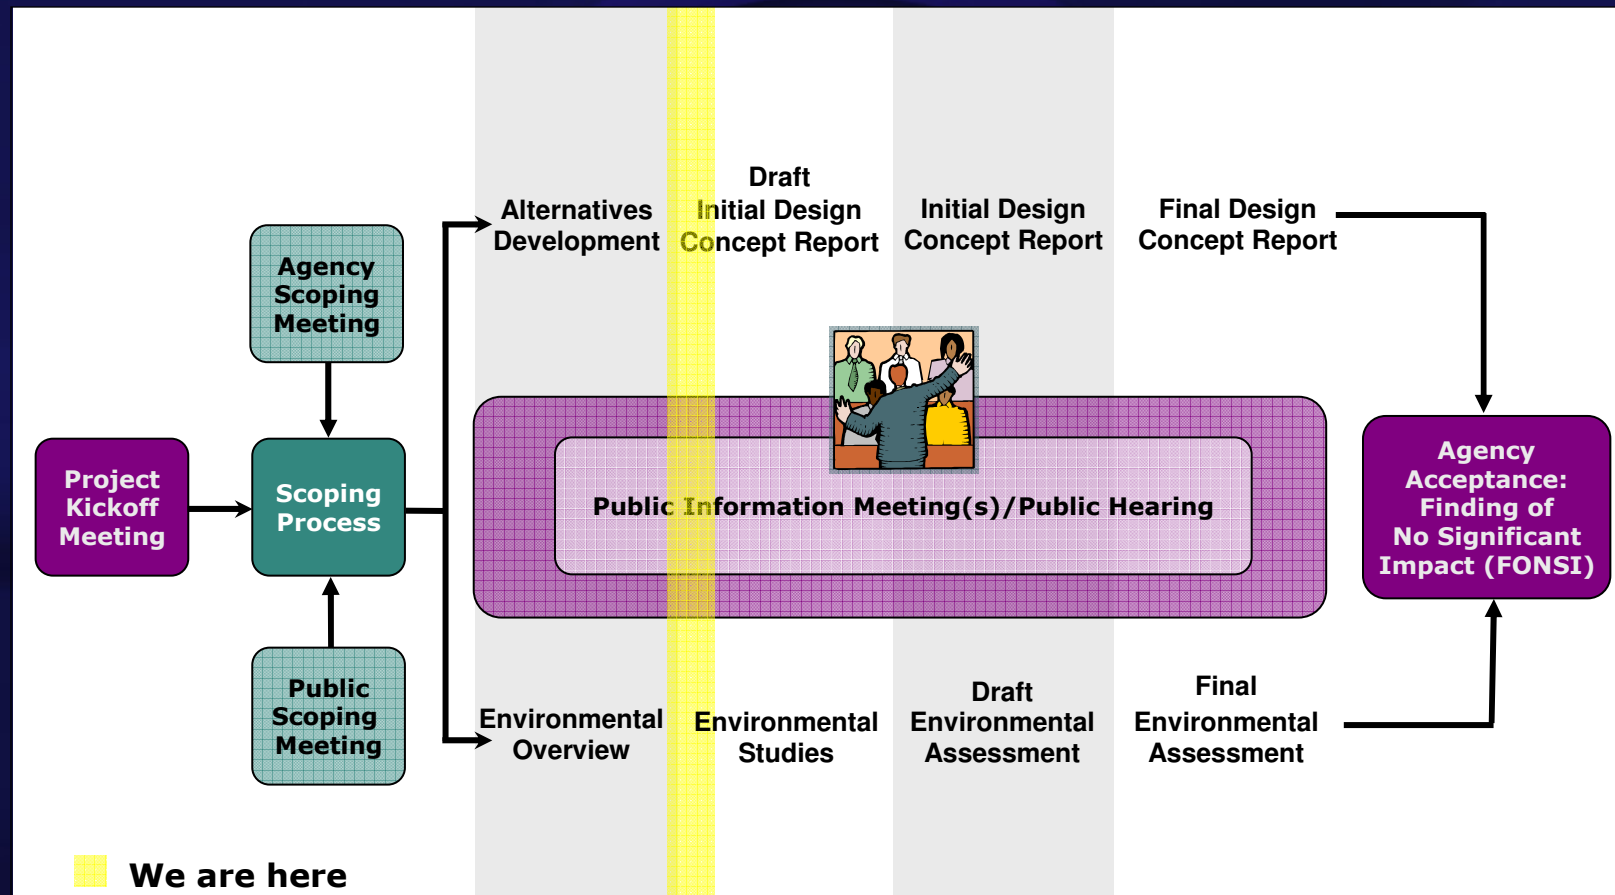 Project
Kickoff
Meeting
Agency
Scoping
Meeting
Scoping
Process
Public
Scoping
Meeting
Alternatives
Development
Draft
Initial Design
Concept Report
Initial Design
Concept Report
Final Design
Concept Report
Public Information Meeting(s)/Public Hearing
Environmental
Overview
Environmental
Studies
Draft
Environmental
Assessment
Final
Environmental
Assessment
Agency
Acceptance:
Finding of
No Significant
Impact (FONSI)
We are here